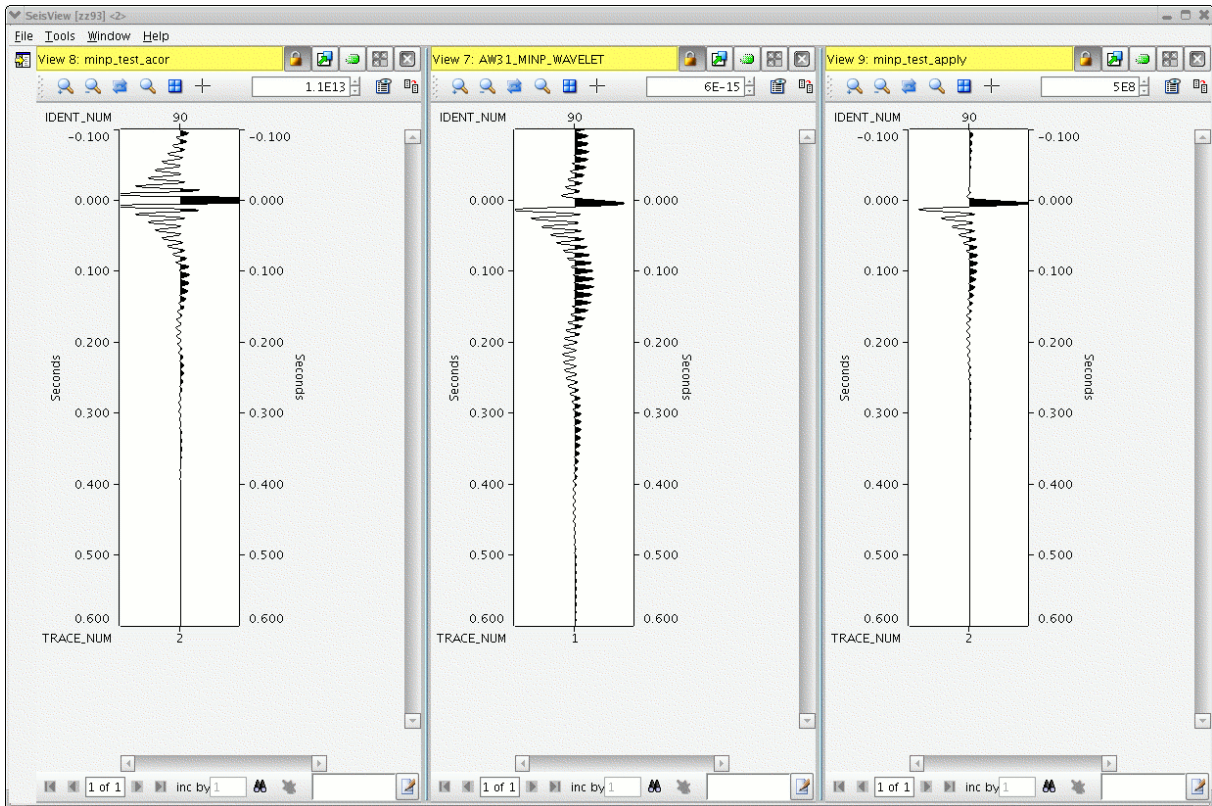 SeisView [zz93] <2>
File Tools Window Help
View 8: minp_test_acor
1.1E13
IDENT_NUM 90
-0.100 -0.100
0.000 0.000
0.100 0.100
0.200 0.200
Seconds Seconds
0.300 0.300
0.400 0.400
0.500 0.500
0.600 0.600
TRACE_NUM 2
1 of 1 inc by 1
View 7: AW31_MINP_WAVELET
6E-15
IDENT_NUM 90
0.000 0.000
0.100 0.100
0.200 0.200
Seconds Seconds
0.300 0.300
0.400 0.400
0.500 0.500
0.600 0.600
TRACE_NUM 1
1 of 1 inc by 1
View 9: minp_test_apply
5E8
IDENT_NUM 90
-0.100 -0.100
0.000 0.000
0.100 0.100
0.200 0.200
Seconds Seconds
0.300 0.300
0.400 0.400
0.500 0.500
0.600 0.600
TRACE_NUM 2
1 of 1 inc by 1